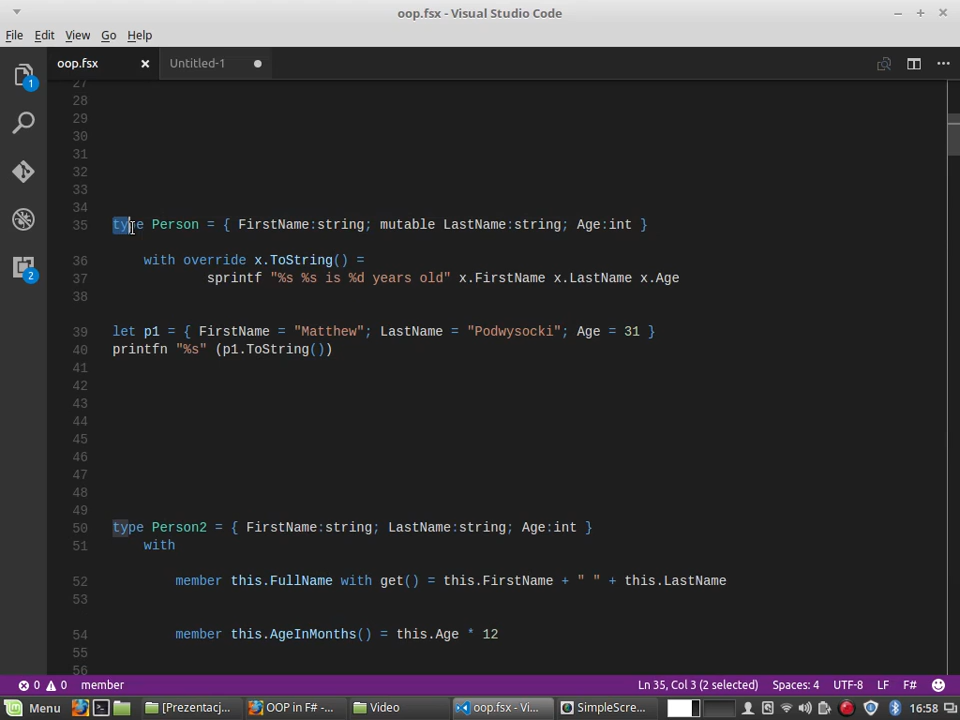 oop.fsx - Visual Studio Code
File Edit View Go Help
oop.fsx Untitled-1
1
27
28
29
30
31
32
33
34
35 type Person = { FirstName:string; mutable LastName:string; Age:int }
36 with override x.ToString() =
37 sprintf "%s %s is %d years old" x.FirstName x.LastName x.Age
38
39 let p1 = { FirstName = "Matthew"; LastName = "Podwysocki"; Age = 31 }
40 printfn "%s" (p1.ToString())
41
42
43
44
45
46
47
48
49
50 type Person2 = { FirstName:string; LastName:string; Age:int }
51 with
52 member this.FullName with get() = this.FirstName + " " + this.LastName
53
54 member this.AgeInMonths() = this.Age * 12
55
56
2
0 0 member Ln 35, Col 3 (2 selected) Spaces: 4 UTF-8 LF F#
Menu [Prezentacj... OOP in F# -... Video oop.fsx - Vi... SimpleScre... 16:58